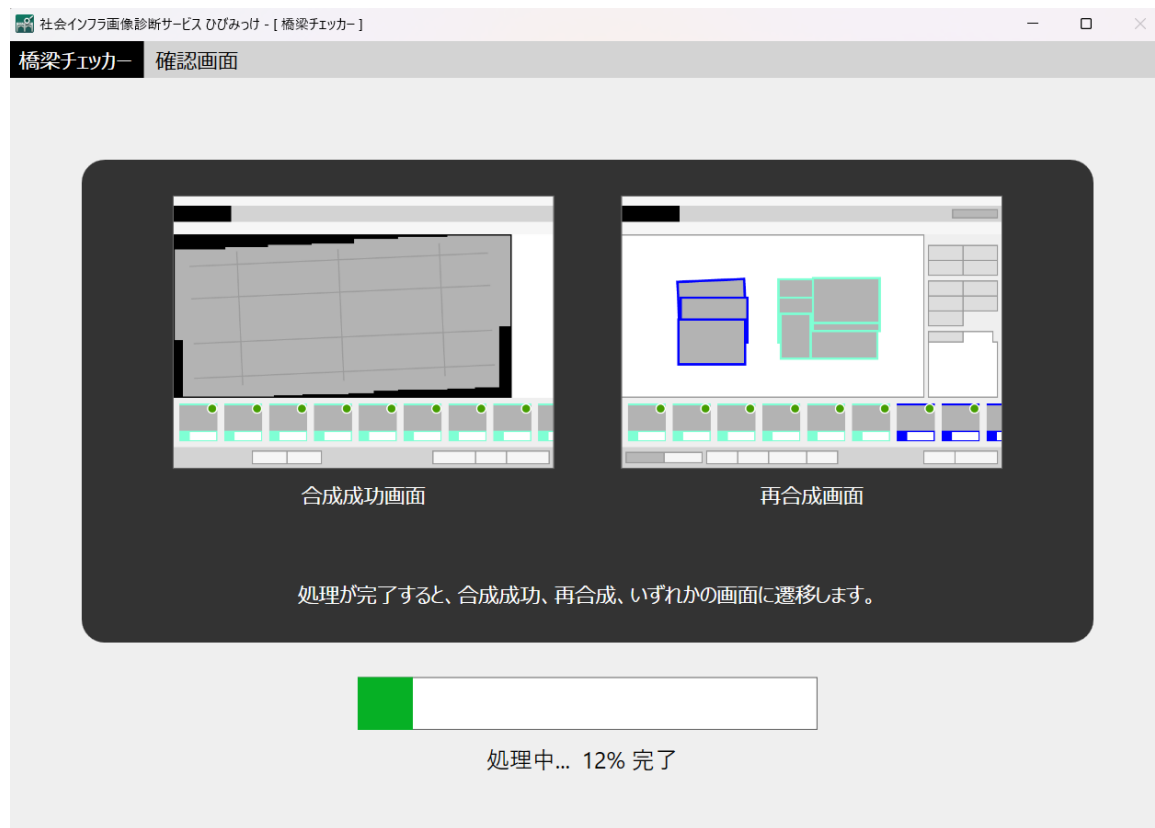 社会インフラ画像診断サービス ひびみっけ - [ 橋梁チェッカー ]
橋梁チェッカー 確認画面
合成成功画面 再合成画面
処理が完了すると、合成成功、再合成、いずれかの画面に遷移します。
処理中... 12% 完了